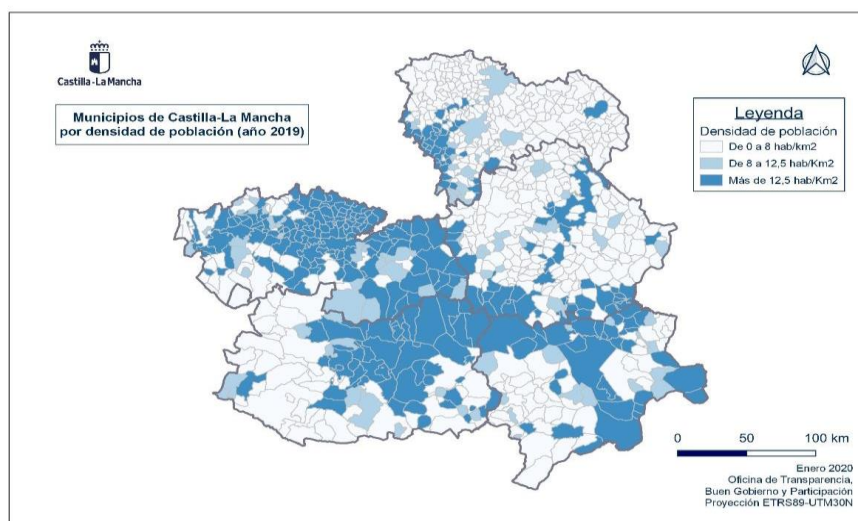 Castilla-La Mancha
Municipios de Castilla-La Mancha
por densidad de población (año 2019)
Leyenda
Densidad de población
De 0 a 8 hab/km2
De 8 a 12,5 hab/Km2
Más de 12,5 hab/Km2
0 50 100 km
Enero 2020
Oficina de Transparencia,
Buen Gobierno y Participación
Proyección ETRS89-UTM30N